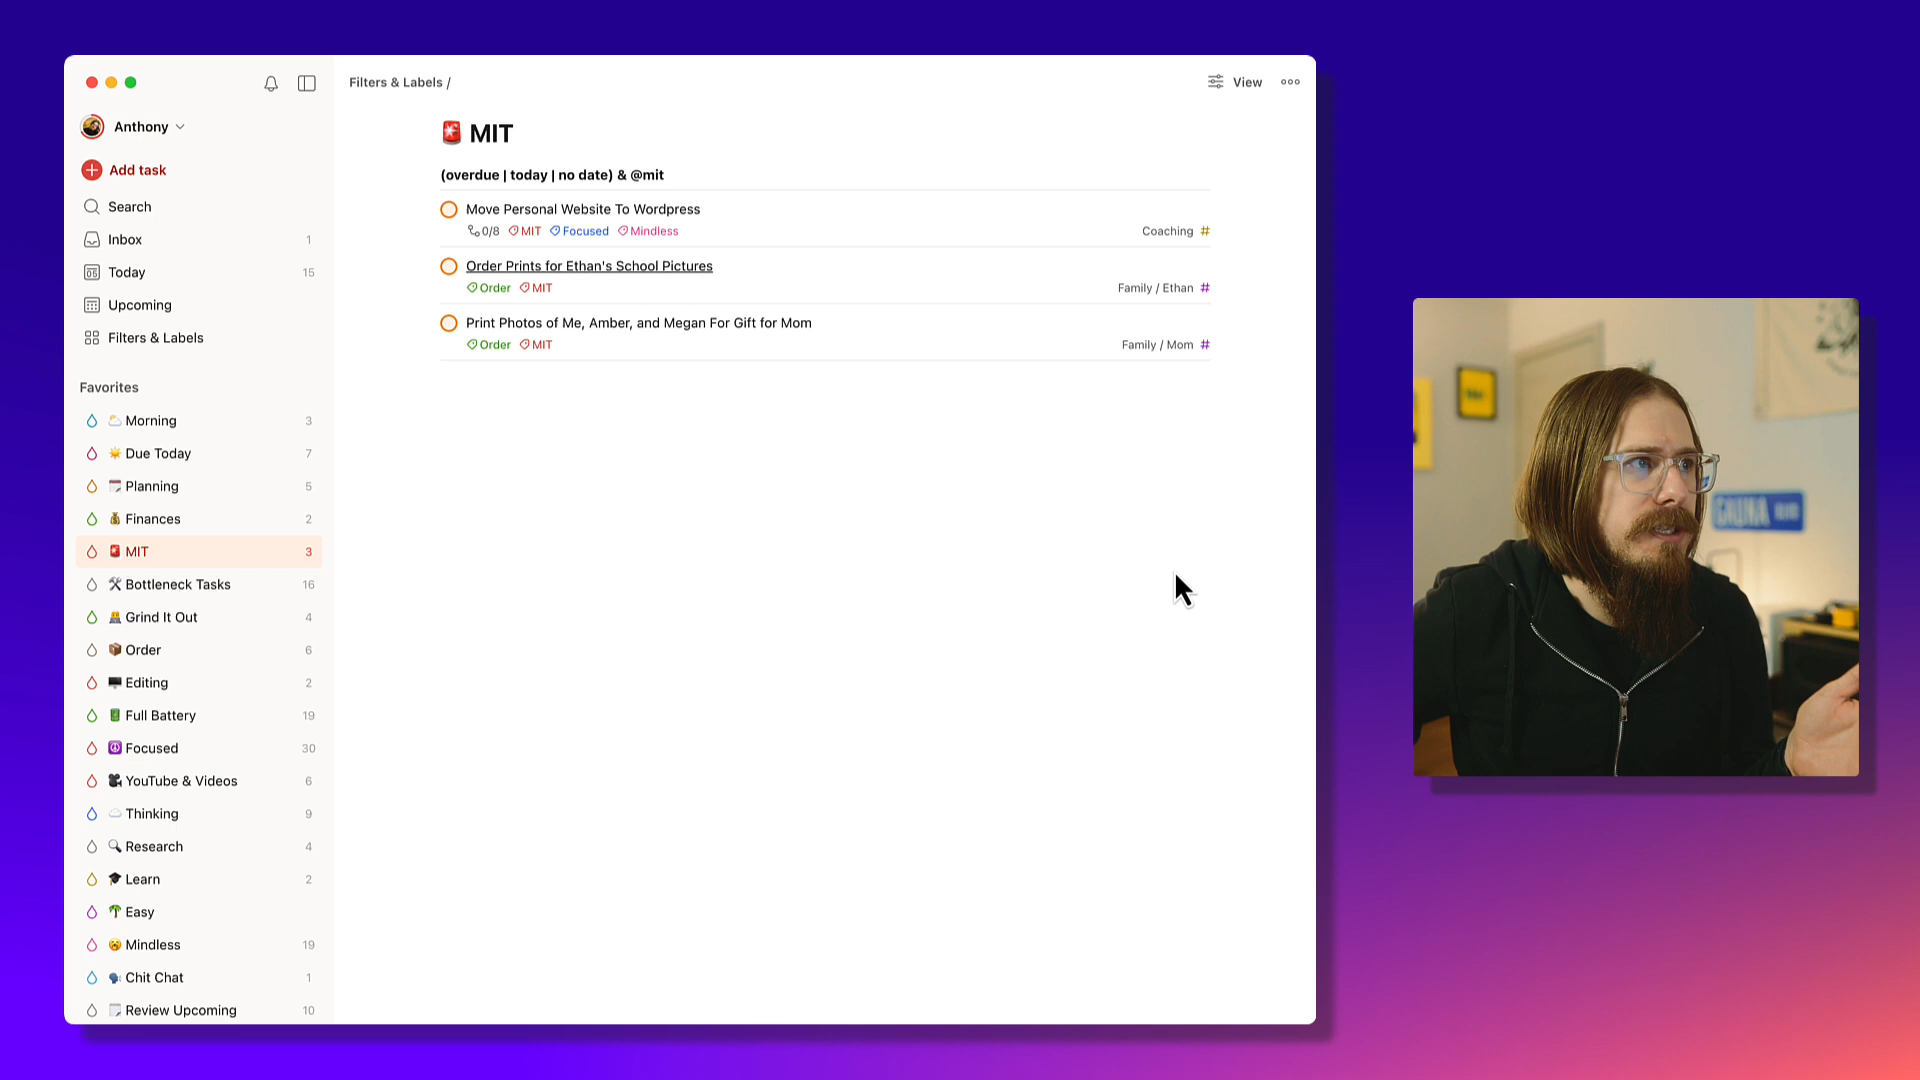 Filters & Labels /
View
Anthony
Add task
Search
Inbox 1
Today 15
Upcoming
Filters & Labels
Favorites
Morning 3
Due Today 7
Planning 5
Finances 2
MIT 3
Bottleneck Tasks 16
Grind It Out 4
Order 6
Editing 2
Full Battery 19
Focused 30
YouTube & Videos 6
Thinking 9
Research 4
Learn 2
Easy
Mindless 19
Chit Chat 1
Review Upcoming 10
MIT
(overdue | today | no date) & @mit
Move Personal Website To Wordpress
0/8 MIT Focused Mindless Coaching #
Order Prints for Ethan's School Pictures
Order MIT Family / Ethan #
Print Photos of Me, Amber, and Megan For Gift for Mom
Order MIT Family / Mom #